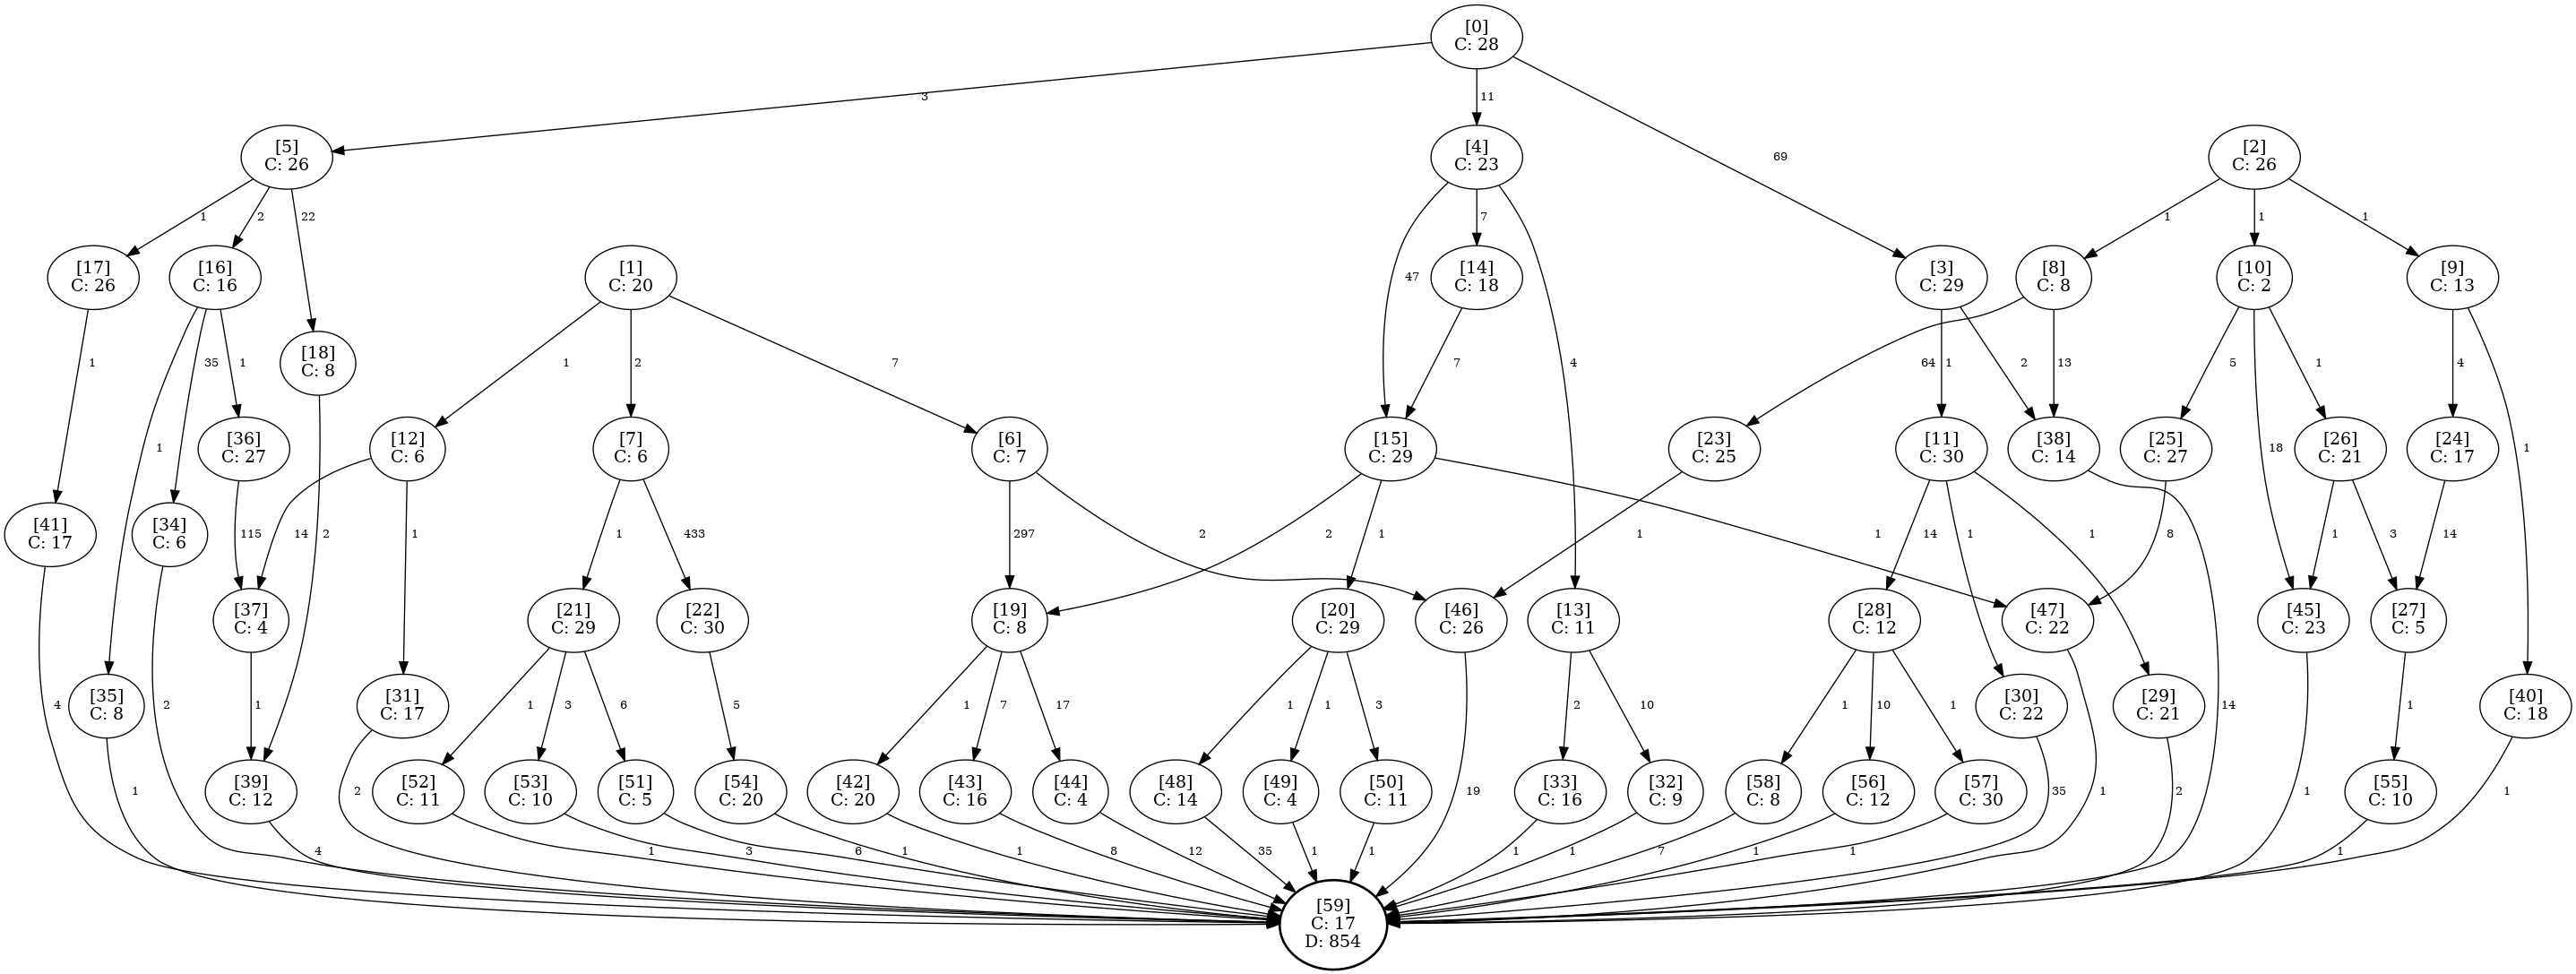 [0]
C: 28
3
11
69
[5]
C: 26
[4]
C: 23
[2]
C: 26
1
2
22
47
7
4
1
1
1
[17]
C: 26
[16]
C: 16
[1]
C: 20
[14]
C: 18
[3]
C: 29
[8]
C: 8
[10]
C: 2
[9]
C: 13
[18]
C: 8
1
35
1
1
2
7
7
1
2
64
13
5
18
1
4
1
1
[36]
C: 27
[12]
C: 6
[7]
C: 6
[6]
C: 7
[15]
C: 29
[23]
C: 25
[11]
C: 30
[38]
C: 14
[25]
C: 27
[26]
C: 21
[24]
C: 17
[41]
C: 17
[34]
C: 6
115
14
2
1
1
433
297
2
2
1
1
1
14
1
1
8
1
3
14
[37]
C: 4
[21]
C: 29
[22]
C: 30
[19]
C: 8
[20]
C: 29
[46]
C: 26
[13]
C: 11
[28]
C: 12
[47]
C: 22
[45]
C: 23
[27]
C: 5
4
[35]
C: 8
2
1
[31]
C: 17
1
3
6
5
1
7
17
1
1
3
2
10
1
10
1
[30]
C: 22
[29]
C: 21
14
1
[40]
C: 18
1
[39]
C: 12
2
[52]
C: 11
[53]
C: 10
[51]
C: 5
[54]
C: 20
[42]
C: 20
[43]
C: 16
[44]
C: 4
[48]
C: 14
[49]
C: 4
[50]
C: 11
19
[33]
C: 16
[32]
C: 9
[58]
C: 8
[56]
C: 12
[57]
C: 30
35
1
2
1
[55]
C: 10
1
4
1
3
6
1
1
8
12
35
1
1
1
1
7
1
1
1
[59]
C: 17
D: 854